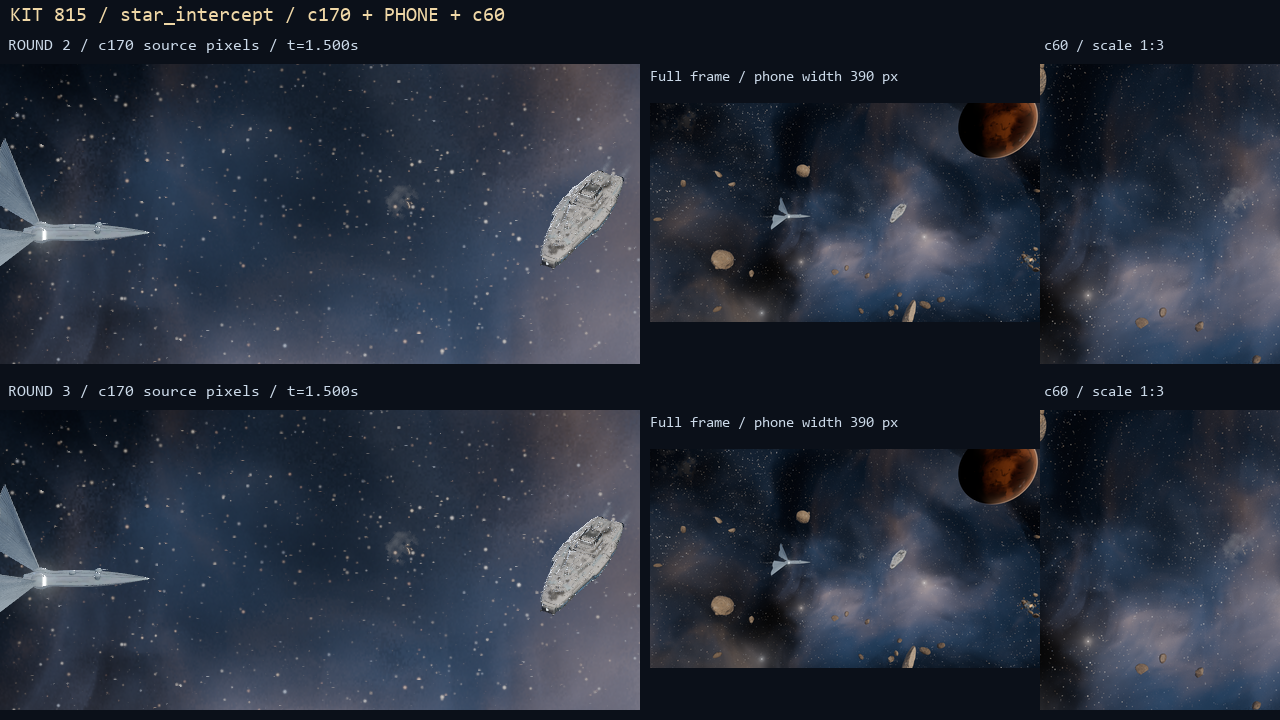 KIT 815 / star_intercept / c170 + PHONE + c60
ROUND 2 / c170 source pixels / t=1.500s
c60 / scale 1:3
Full frame / phone width 390 px
ROUND 3 / c170 source pixels / t=1.500s
c60 / scale 1:3
Full frame / phone width 390 px